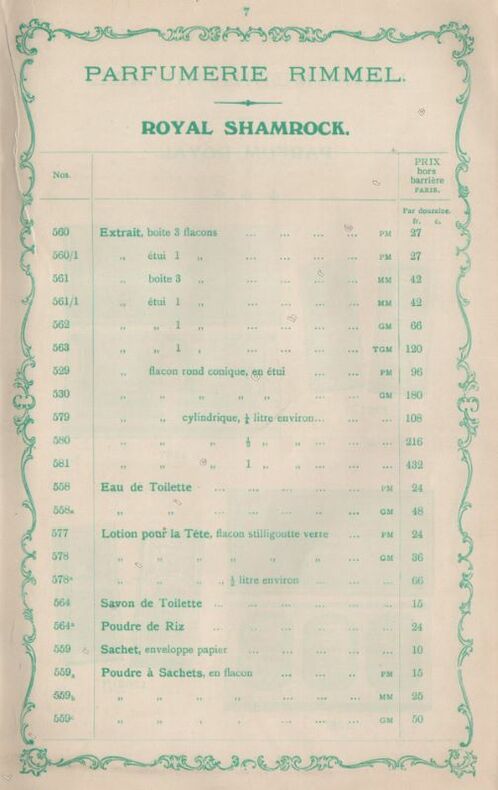 7
PARFUMERIE RIMMEL.
ROYAL SHAMROCK.
Nos.
PRIX
hors
barrière
PARIS.
Par douzaine.
fr. c.
560 Extrait, boite 3 flacons ... ... ... ... PM 27
560/1 „ étui 1 „ ... ... ... ... PM 27
561 „ boite 3 „ ... ... ... ... MM 42
561/1 „ étui 1 „ ... ... ... ... MM 42
562 „ „ 1 „ ... ... ... ... GM 66
563 „ „ 1 „ ... ... ... ... TGM 120
529 „ flacon rond conique, en étui ... ... PM 96
530 „ „ „ „ „ ... ... GM 180
579 „ „ cylindrique, ¼ litre environ... ... 108
580 „ „ „ ½ „ „ ... ... 216
581 „ „ „ 1 „ „ ... ... 432
558 Eau de Toilette ... ... ... ... ... PM 24
558a „ „ ... ... ... ... ... GM 48
577 Lotion pour la Tête, flacon stilligoutte verre ... PM 24
578 „ „ „ „ „ „ ... GM 36
578a „ „ „ „ ½ litre environ ... ... 66
564 Savon de Toilette ... ... ... ... ... 15
564a Poudre de Riz ... ... ... ... ... 24
559 Sachet, enveloppe papier ... ... ... ... 10
559a Poudre à Sachets, en flacon ... ... ... PM 15
559b „ „ „ „ ... ... ... MM 25
559c „ „ „ „ ... ... ... GM 50